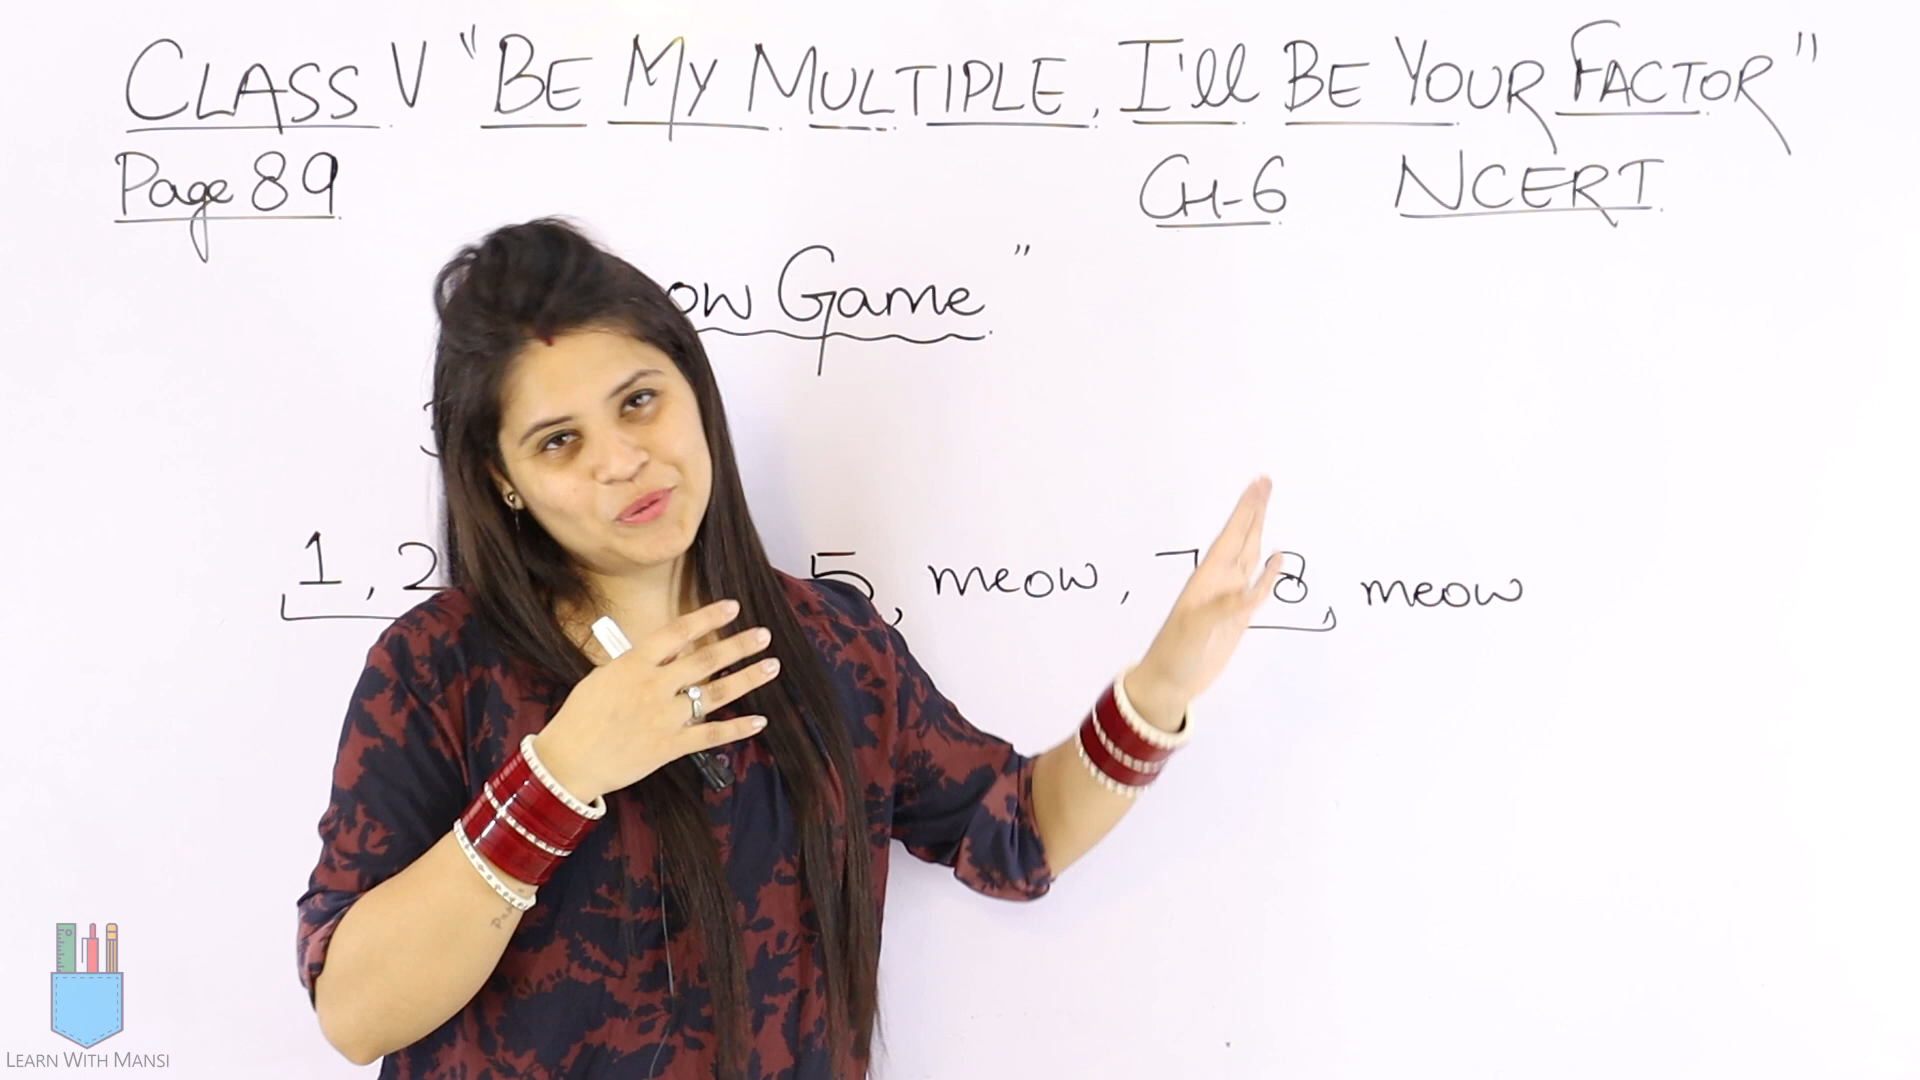 CLASS V "BE MY MULTIPLE, I'll BE YOUR FACTOR"
Page 89
CH-6 NCERT
Game"
1, 2
5, meow, 7 8, meow
LEARN WITH MANSI